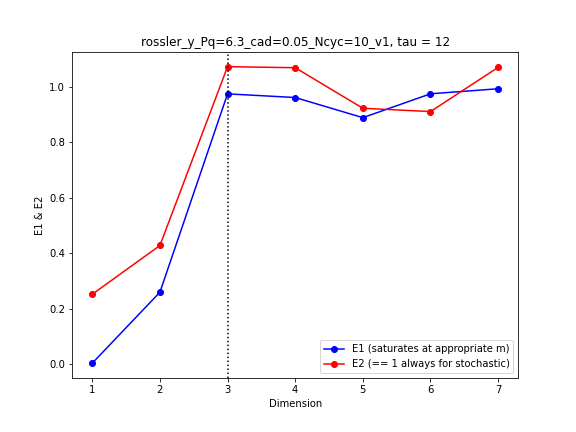 rossler_y_Pq=6.3_cad=0.05_Ncyc=10_v1, tau = 12
1.0
0.8
0.6
0.4
0.2
0.0
E1 & E2
E1 (saturates at appropriate m)
E2 (== 1 always for stochastic)
1 2 3 4 5 6 7
Dimension